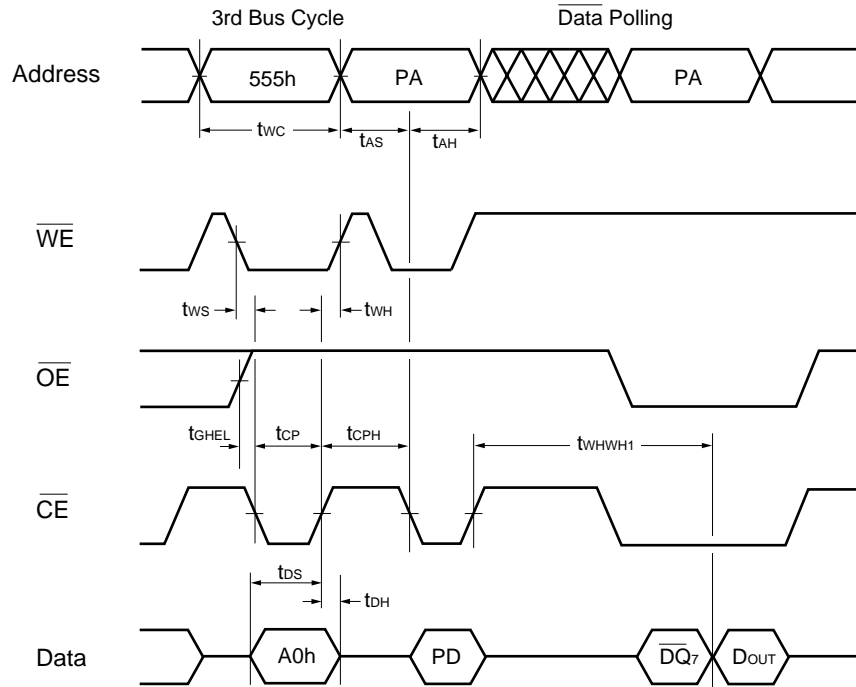 3rd Bus Cycle
Data Polling
Address
555h
PA
PA
tWC
tAS
tAH
WE
tWS
tWH
OE
tGHEL
tCP
tCPH
tWHWH1
CE
tDS
tDH
Data
A0h
PD
DQ7
DOUT